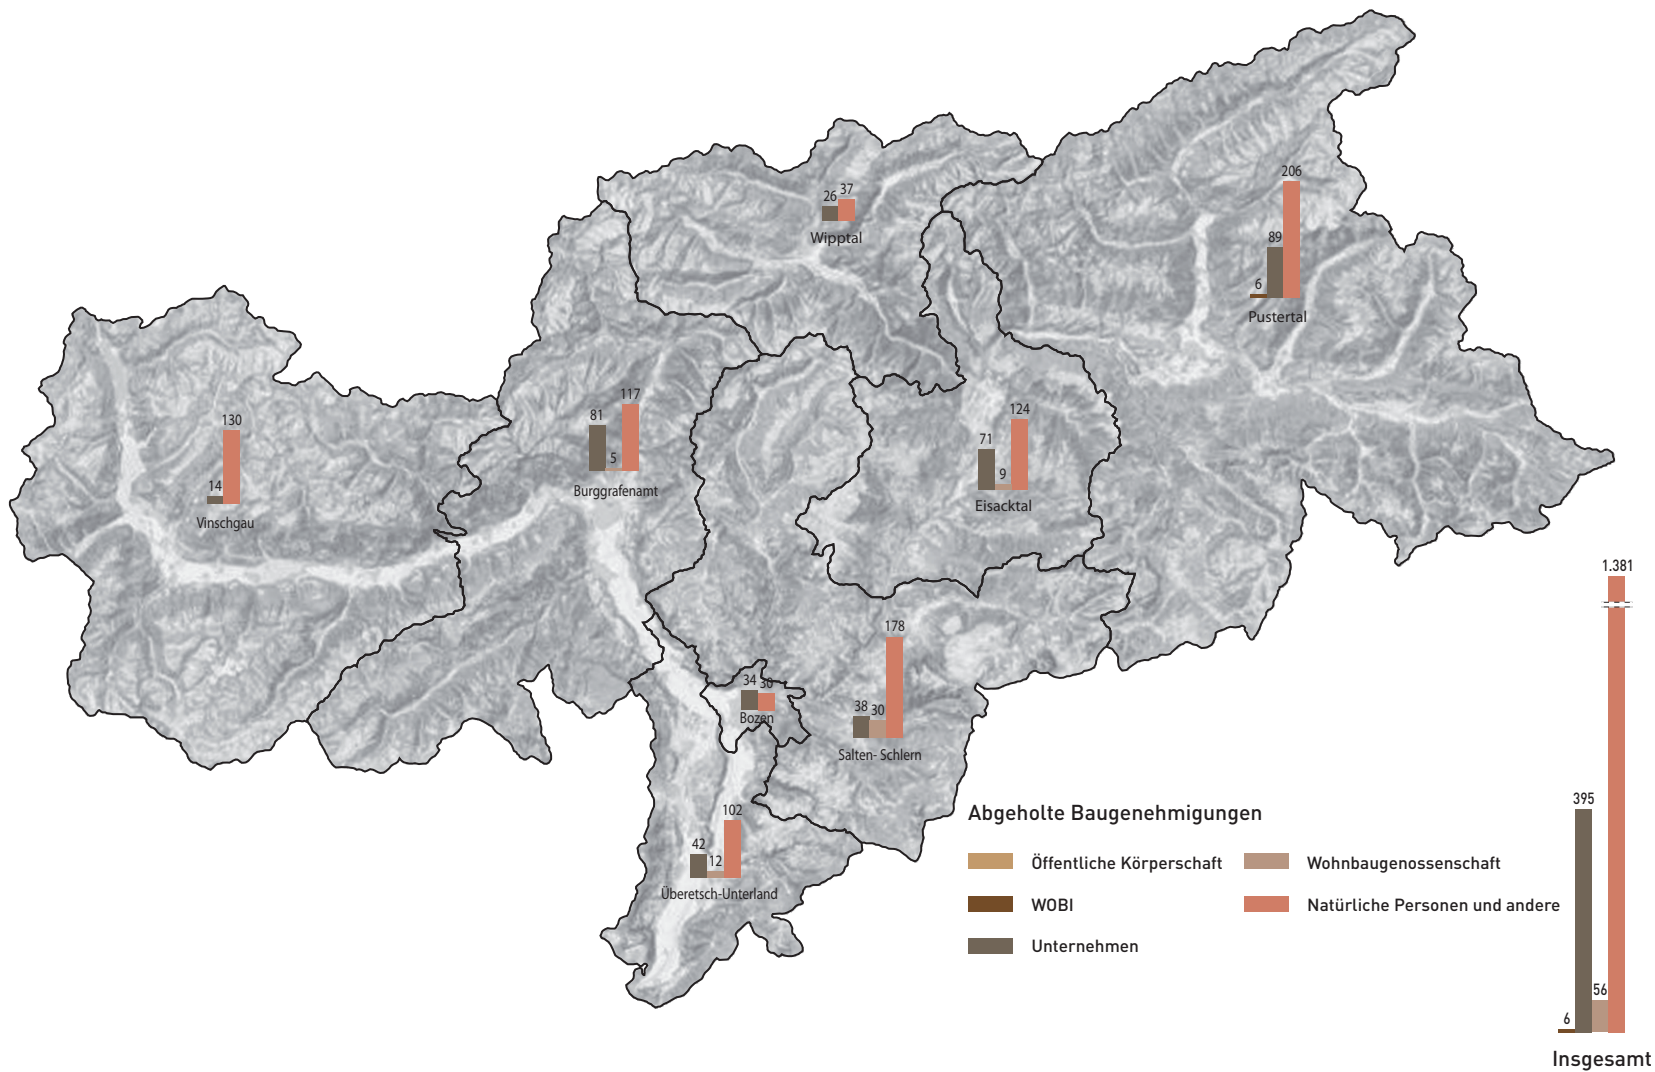 206
89
6
Pustertal
26 37
Wipptal
117
81
5
Burggrafenamt
130
14
Vinschgau
124
71
9
Eisacktal
1.381
395
56
6
Insgesamt
178
38 30
Salten- Schlern
34 30
Bozen
102
42
12
Überetsch-Unterland
Abgeholte Baugenehmigungen
Öffentliche Körperschaft
WOBI
Unternehmen
Wohnbaugenossenschaft
Natürliche Personen und andere